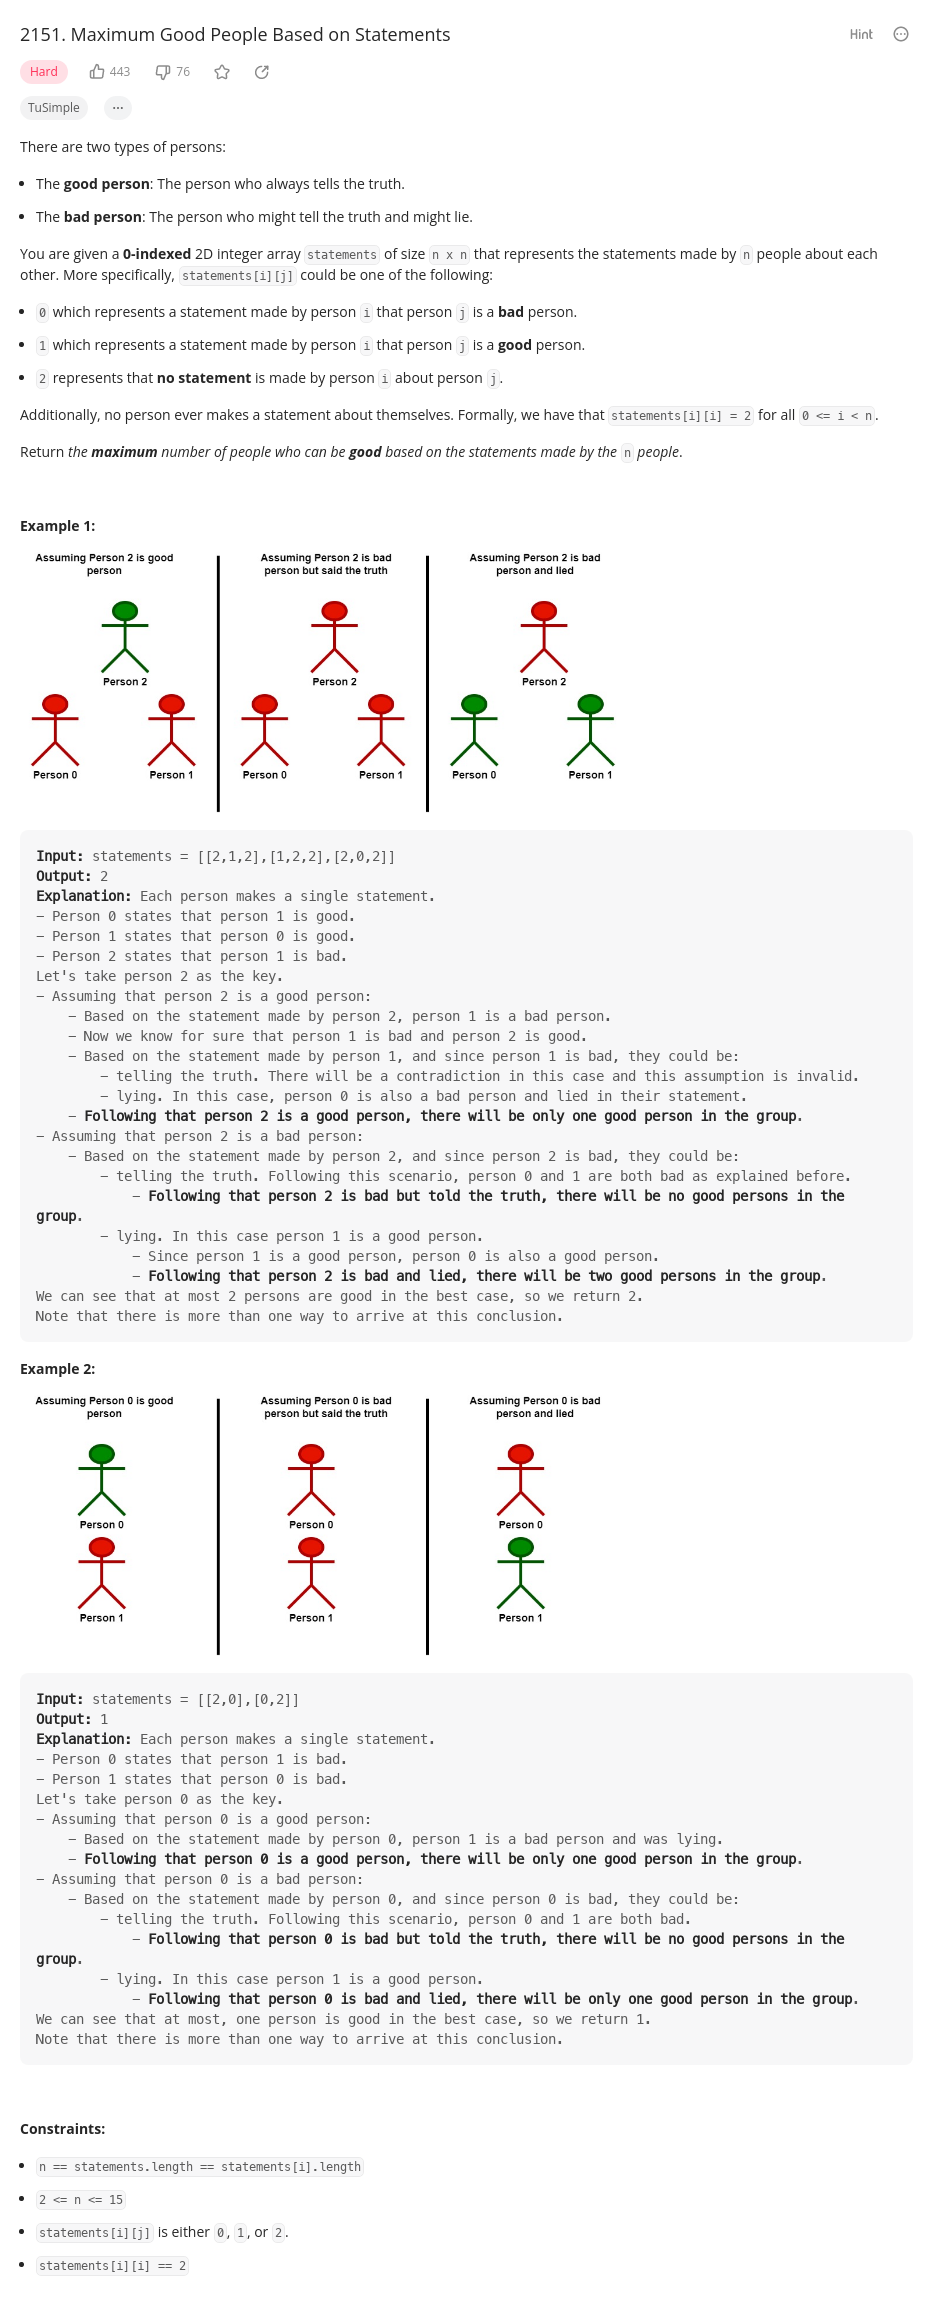 2151. Maximum Good People Based on Statements
Hint
Hard
443
76
TuSimple
There are two types of persons:
• The good person: The person who always tells the truth.
• The bad person: The person who might tell the truth and might lie.
You are given a 0-indexed 2D integer array statements of size n x n that represents the statements made by n people about each
other. More specifically, statements[i][j] could be one of the following:
• 0 which represents a statement made by person i that person j is a bad person.
• 1 which represents a statement made by person i that person j is a good person.
• 2 represents that no statement is made by person i about person j.
Additionally, no person ever makes a statement about themselves. Formally, we have that statements[i][i] = 2 for all 0 <= i < n.
Return the maximum number of people who can be good based on the statements made by the n people.
Example 1:
Assuming Person 2 is good
person
Assuming Person 2 is bad
person but said the truth
Assuming Person 2 is bad
person and lied
Person 2
Person 2
Person 2
Person 0
Person 1
Person 0
Person 1
Person 0
Person 1
Input: statements = [[2,1,2],[1,2,2],[2,0,2]]
Output: 2
Explanation: Each person makes a single statement.
- Person 0 states that person 1 is good.
- Person 1 states that person 0 is good.
- Person 2 states that person 1 is bad.
Let's take person 2 as the key.
- Assuming that person 2 is a good person:
- Based on the statement made by person 2, person 1 is a bad person.
- Now we know for sure that person 1 is bad and person 2 is good.
- Based on the statement made by person 1, and since person 1 is bad, they could be:
- telling the truth. There will be a contradiction in this case and this assumption is invalid.
- lying. In this case, person 0 is also a bad person and lied in their statement.
- Following that person 2 is a good person, there will be only one good person in the group.
- Assuming that person 2 is a bad person:
- Based on the statement made by person 2, and since person 2 is bad, they could be:
- telling the truth. Following this scenario, person 0 and 1 are both bad as explained before.
- Following that person 2 is bad but told the truth, there will be no good persons in the
group.
- lying. In this case person 1 is a good person.
- Since person 1 is a good person, person 0 is also a good person.
- Following that person 2 is bad and lied, there will be two good persons in the group.
We can see that at most 2 persons are good in the best case, so we return 2.
Note that there is more than one way to arrive at this conclusion.
Example 2:
Assuming Person 0 is good
person
Assuming Person 0 is bad
person but said the truth
Assuming Person 0 is bad
person and lied
Person 0
Person 0
Person 0
Person 1
Person 1
Person 1
Input: statements = [[2,0],[0,2]]
Output: 1
Explanation: Each person makes a single statement.
- Person 0 states that person 1 is bad.
- Person 1 states that person 0 is bad.
Let's take person 0 as the key.
- Assuming that person 0 is a good person:
- Based on the statement made by person 0, person 1 is a bad person and was lying.
- Following that person 0 is a good person, there will be only one good person in the group.
- Assuming that person 0 is a bad person:
- Based on the statement made by person 0, and since person 0 is bad, they could be:
- telling the truth. Following this scenario, person 0 and 1 are both bad.
- Following that person 0 is bad but told the truth, there will be no good persons in the
group.
- lying. In this case person 1 is a good person.
- Following that person 0 is bad and lied, there will be only one good person in the group.
We can see that at most, one person is good in the best case, so we return 1.
Note that there is more than one way to arrive at this conclusion.
Constraints:
• n == statements.length == statements[i].length
• 2 <= n <= 15
• statements[i][j] is either 0, 1, or 2.
• statements[i][i] == 2